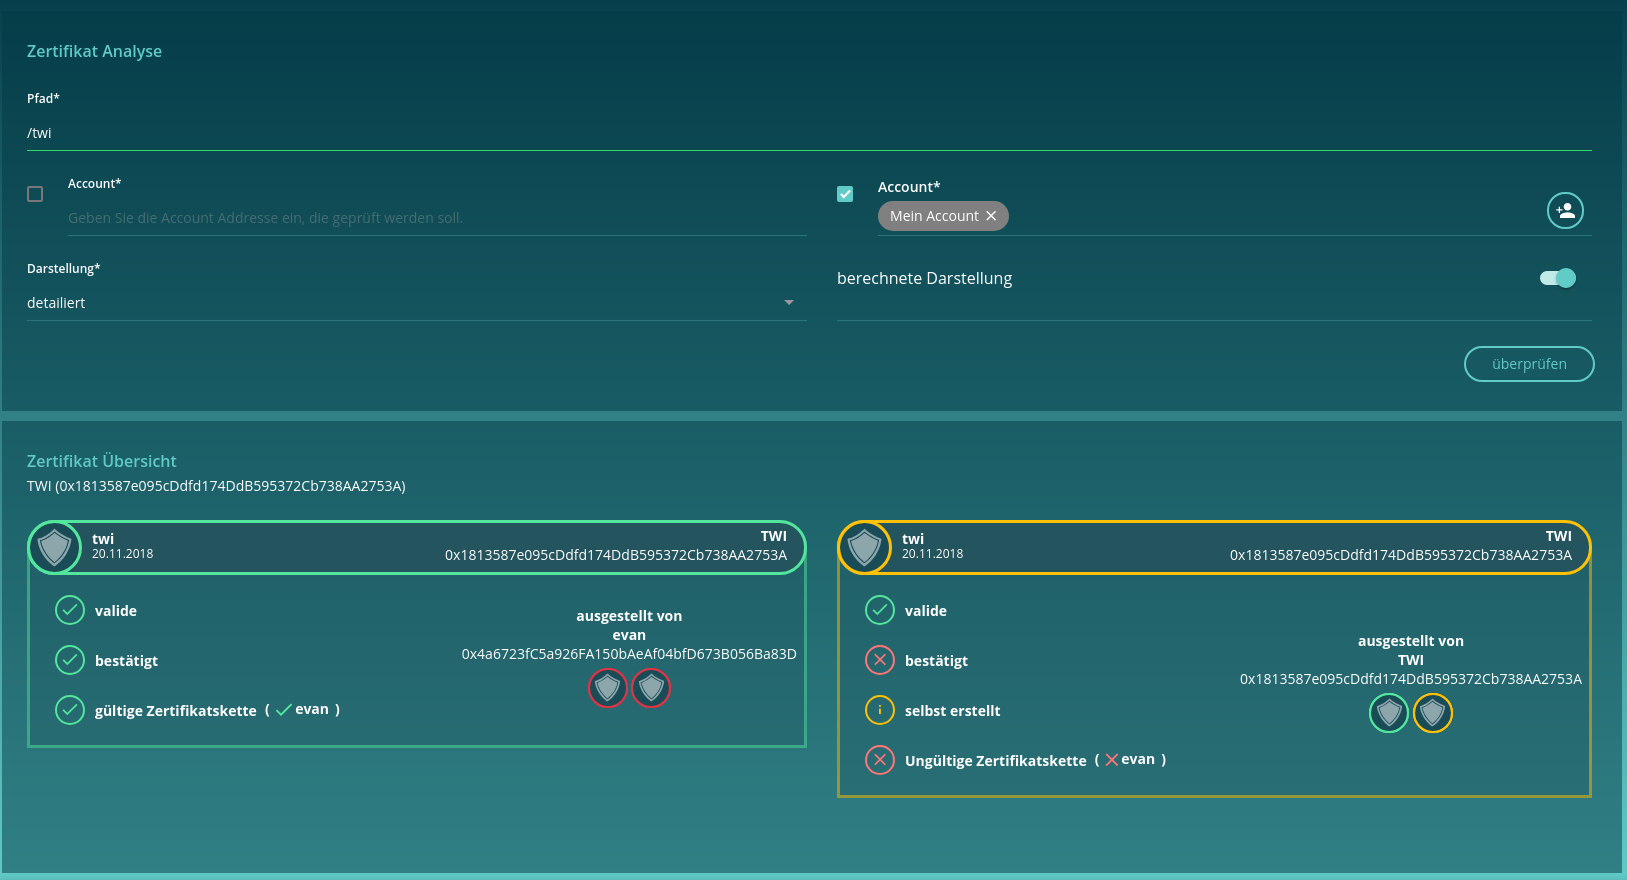 Zertifikat Analyse
Pfad*
/twi
Account*
Geben Sie die Account Addresse ein, die geprüft werden soll.
Account*
Mein Account
Darstellung*
detailiert
berechnete Darstellung
überprüfen
Zertifikat Übersicht
TWI (0x1813587e095cDdfd174DdB595372Cb738AA2753A)
twi
20.11.2018
TWI
0x1813587e095cDdfd174DdB595372Cb738AA2753A
valide
bestätigt
gültige Zertifikatskette ( evan )
ausgestellt von
evan
0x4a6723fC5a926FA150bAeAf04bfD673B056Ba83D
twi
20.11.2018
TWI
0x1813587e095cDdfd174DdB595372Cb738AA2753A
valide
bestätigt
selbst erstellt
Ungültige Zertifikatskette ( evan )
ausgestellt von
TWI
0x1813587e095cDdfd174DdB595372Cb738AA2753A